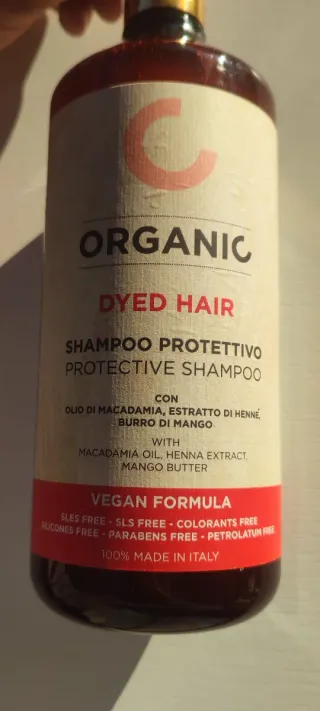 ORGANIC
DYED HAIR
SHAMPOO PROTETTIVO
PROTECTIVE SHAMPOO
CON
OLIO DI MACADAMIA, ESTRATTO DI HENNÉ,
BURRO DI MANGO
WITH
MACADAMIA OIL, HENNA EXTRACT,
MANGO BUTTER
VEGAN FORMULA
SLES FREE - SLS FREE - COLORANTS FREE
SILICONES FREE - PARABENS FREE - PETROLATUM FREE
100% MADE IN ITALY